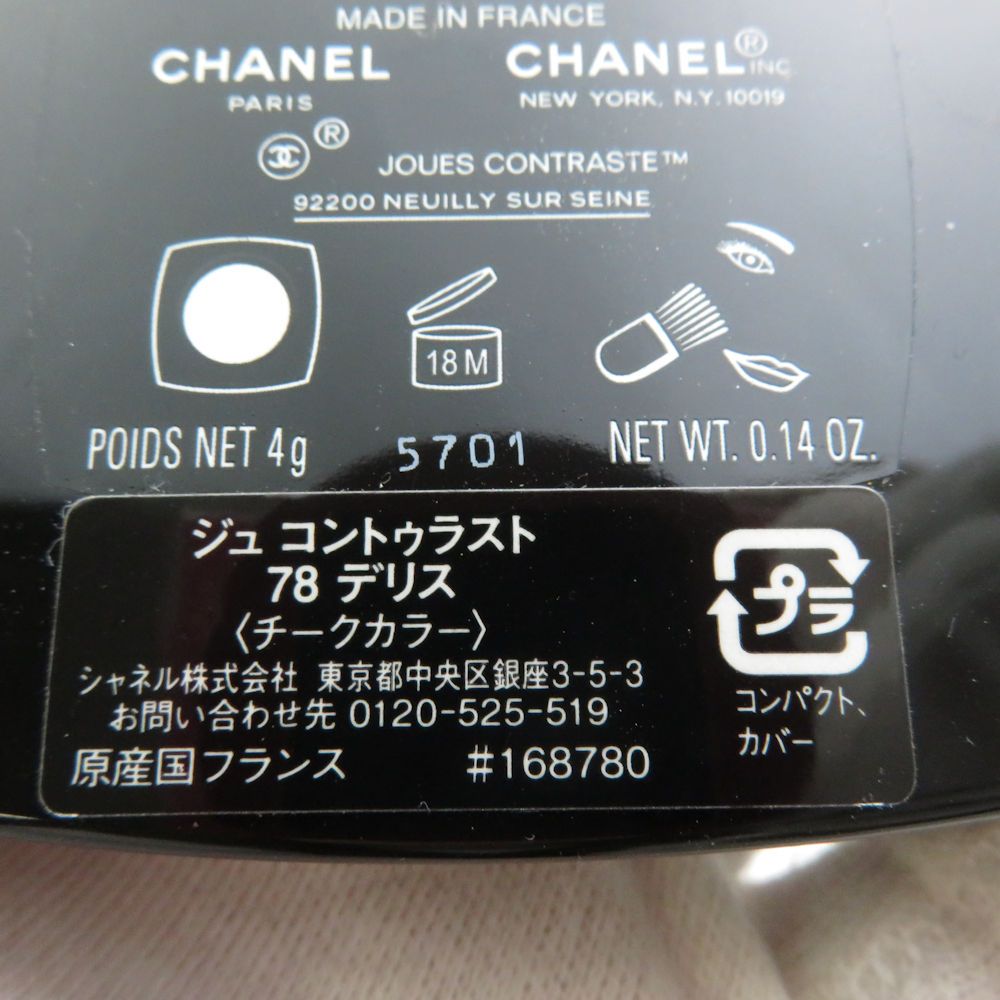 MADE IN FRANCE
CHANEL CHANEL® INC.
PARIS NEW YORK, N.Y. 10019
® JOUES CONTRASTE™
92200 NEUILLY SUR SEINE
18 M
POIDS NET 4g 5701 NET WT. 0.14 OZ.
ジュ コントゥラスト
78 デリス
〈チークカラー〉
シャネル株式会社 東京都中央区銀座3-5-3
お問い合わせ先 0120-525-519
原産国フランス #168780
プラ
コンパクト、
カバー